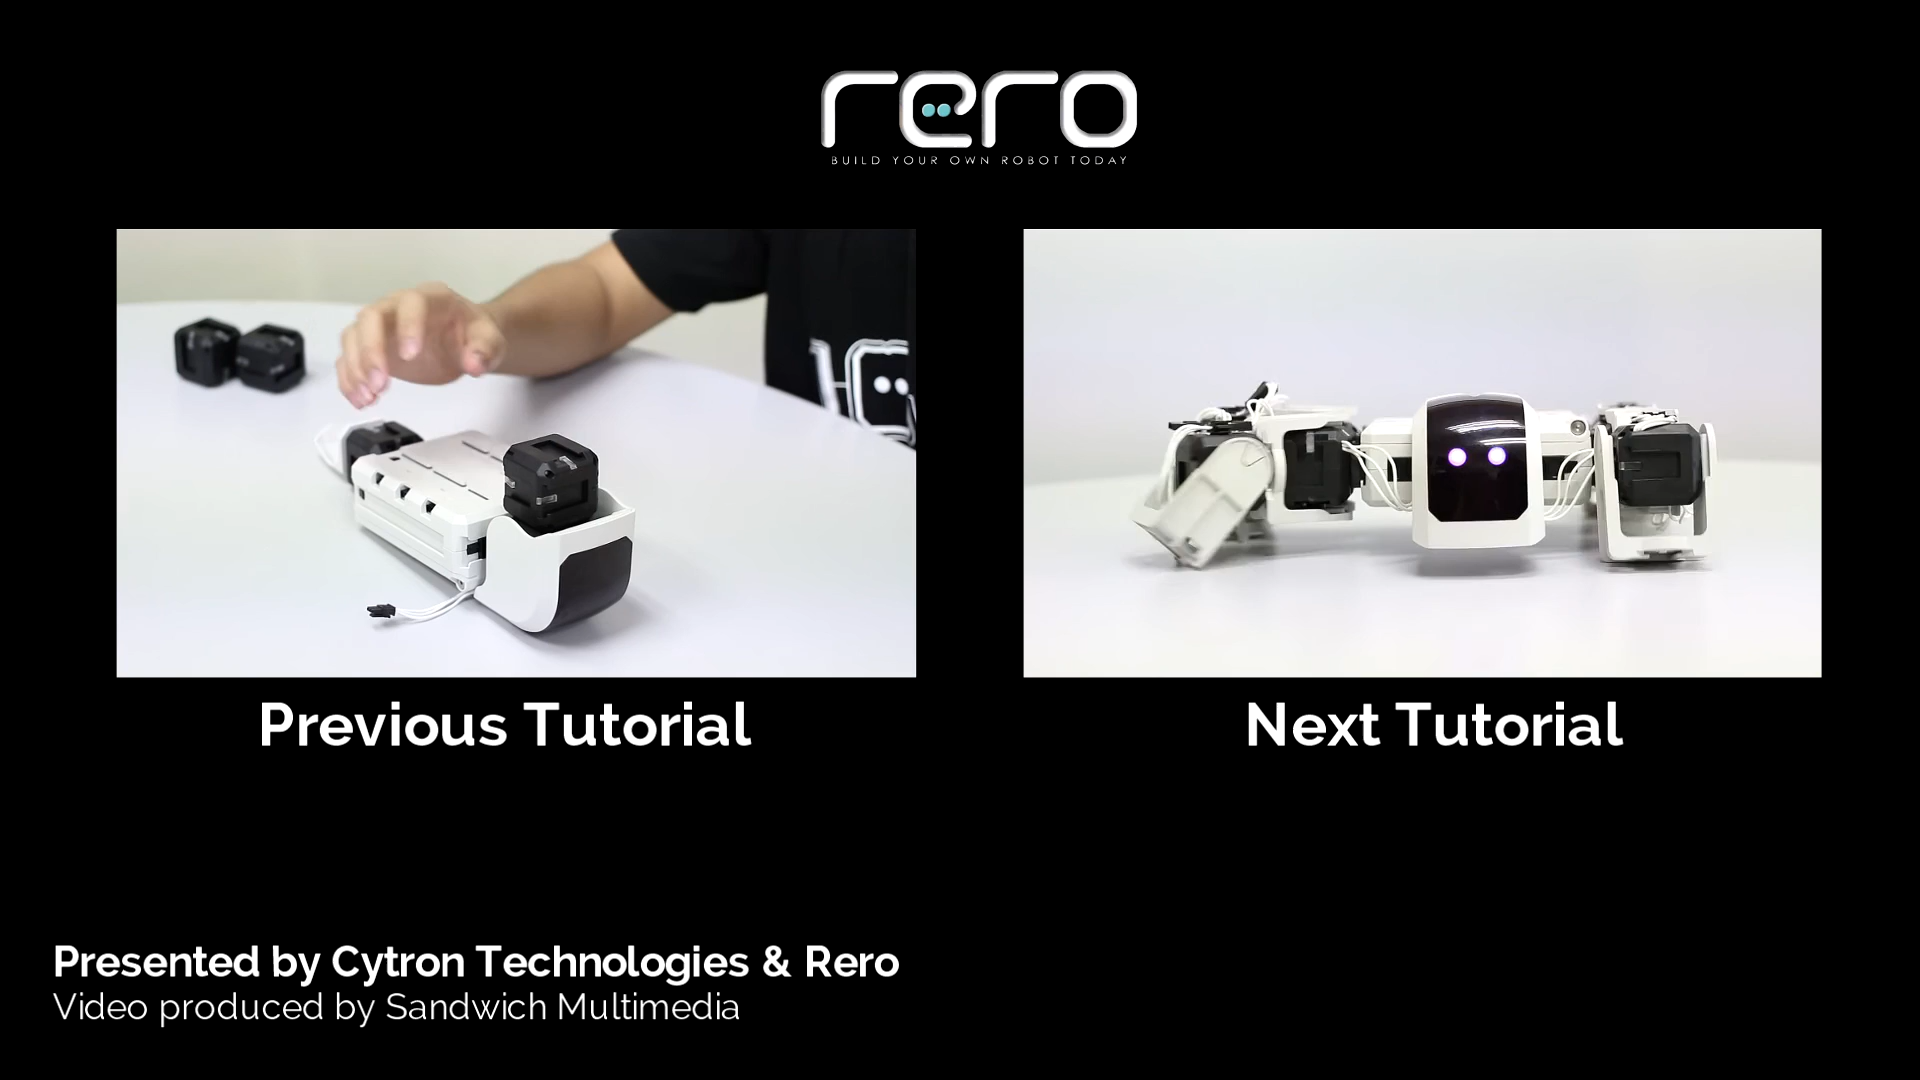 rero
BUILD YOUR OWN ROBOT TODAY
Previous Tutorial
Next Tutorial
Presented by Cytron Technologies & Rero
Video produced by Sandwich Multimedia